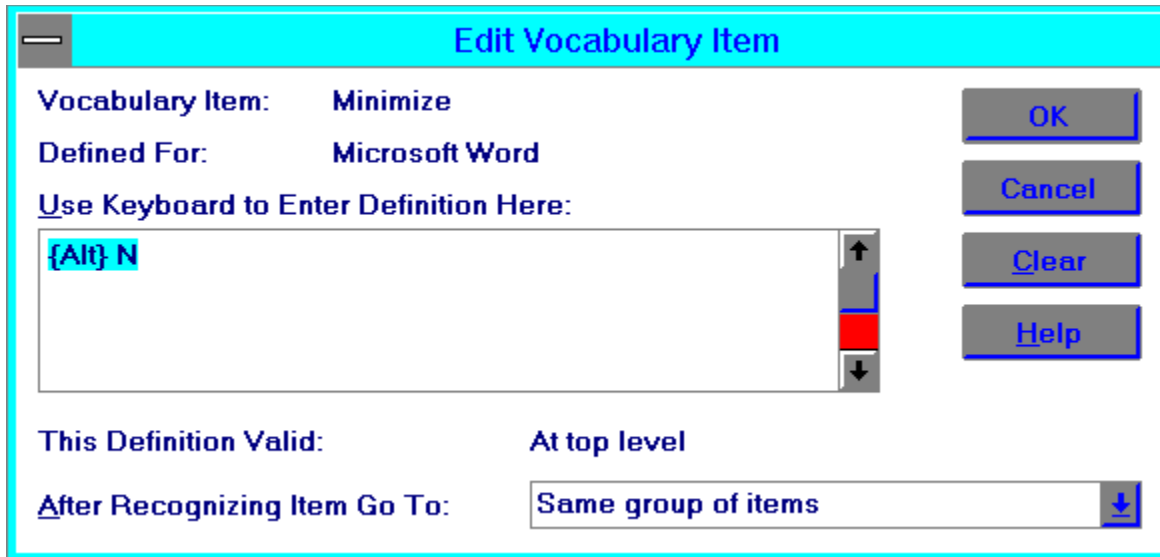 Edit Vocabulary Item
Vocabulary Item: Minimize
OK
Defined For: Microsoft Word
Cancel
Use Keyboard to Enter Definition Here:
{Alt} N
Clear
Help
This Definition Valid: At top level
After Recognizing Item Go To: Same group of items